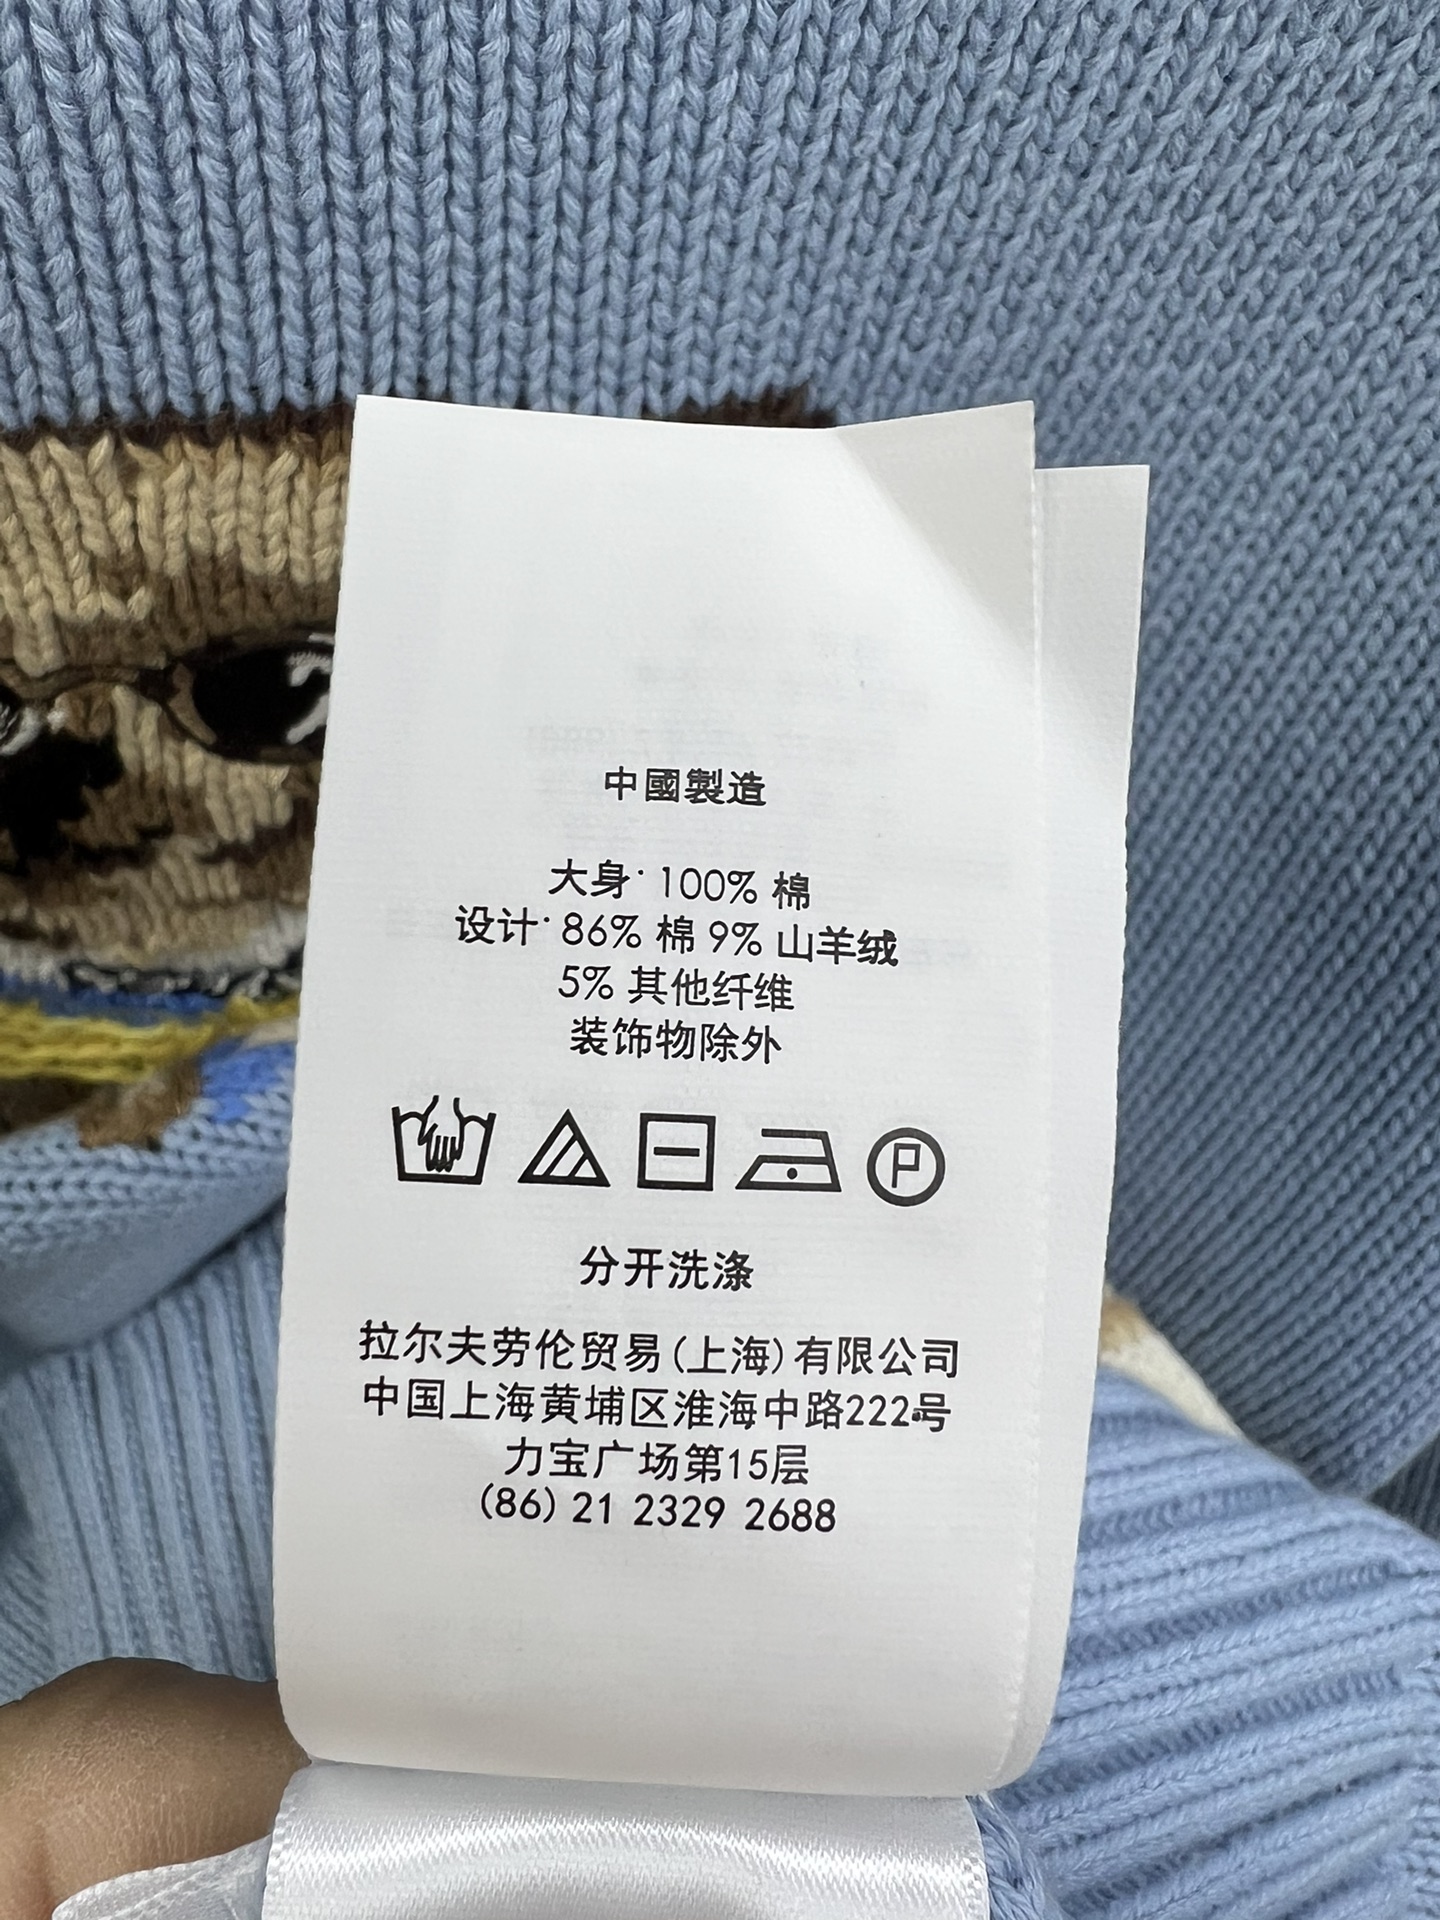 中國製造
大身: 100% 棉
设计: 86% 棉 9% 山羊绒
5% 其他纤维
装饰物除外
P
分开洗涤
拉尔夫劳伦贸易(上海)有限公司
中国上海黄埔区淮海中路222号
力宝广场第15层
(86) 21 2329 2688